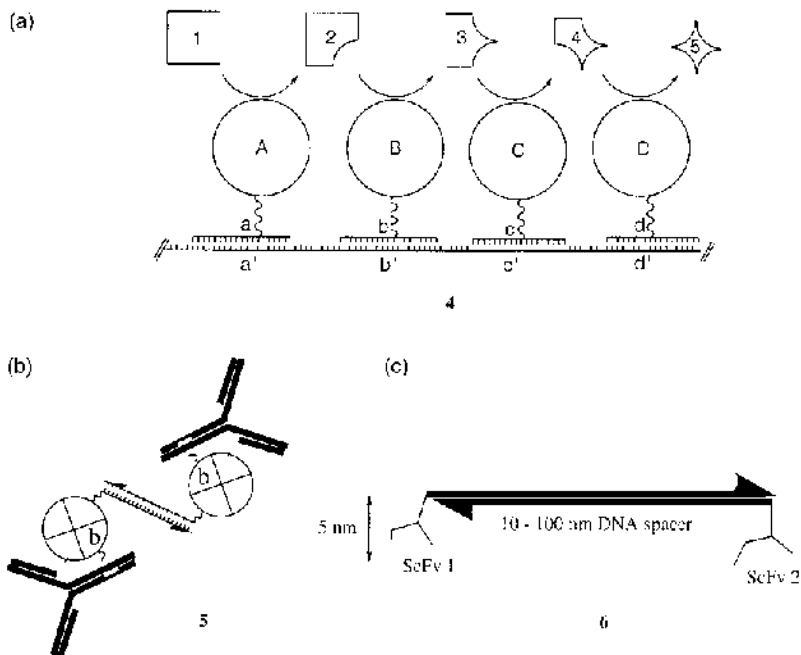 (a)
1 2 3 4 5
A B C D
a b c d
a' b' c' d'
4
(b)
b
b
5
(c)
5 nm
10 - 100 nm DNA spacer
ScFv 1
ScFv 2
6